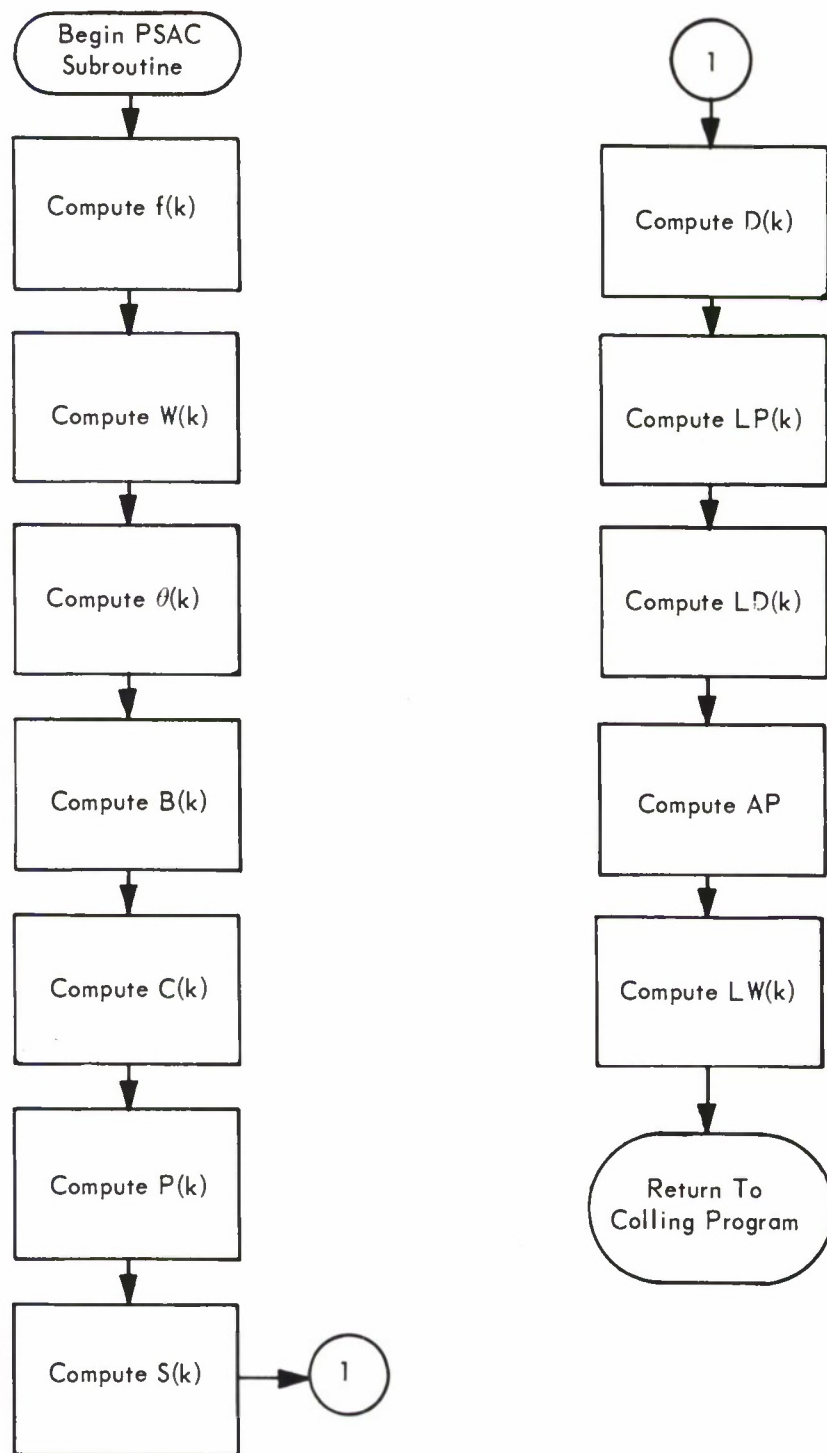 Begin PSAC
Subroutine
Compute f(k)
Compute W(k)
Compute θ(k)
Compute B(k)
Compute C(k)
Compute P(k)
Compute S(k)
1
1
Compute D(k)
Compute LP(k)
Compute LD(k)
Compute AP
Compute LW(k)
Return To
Colling Program